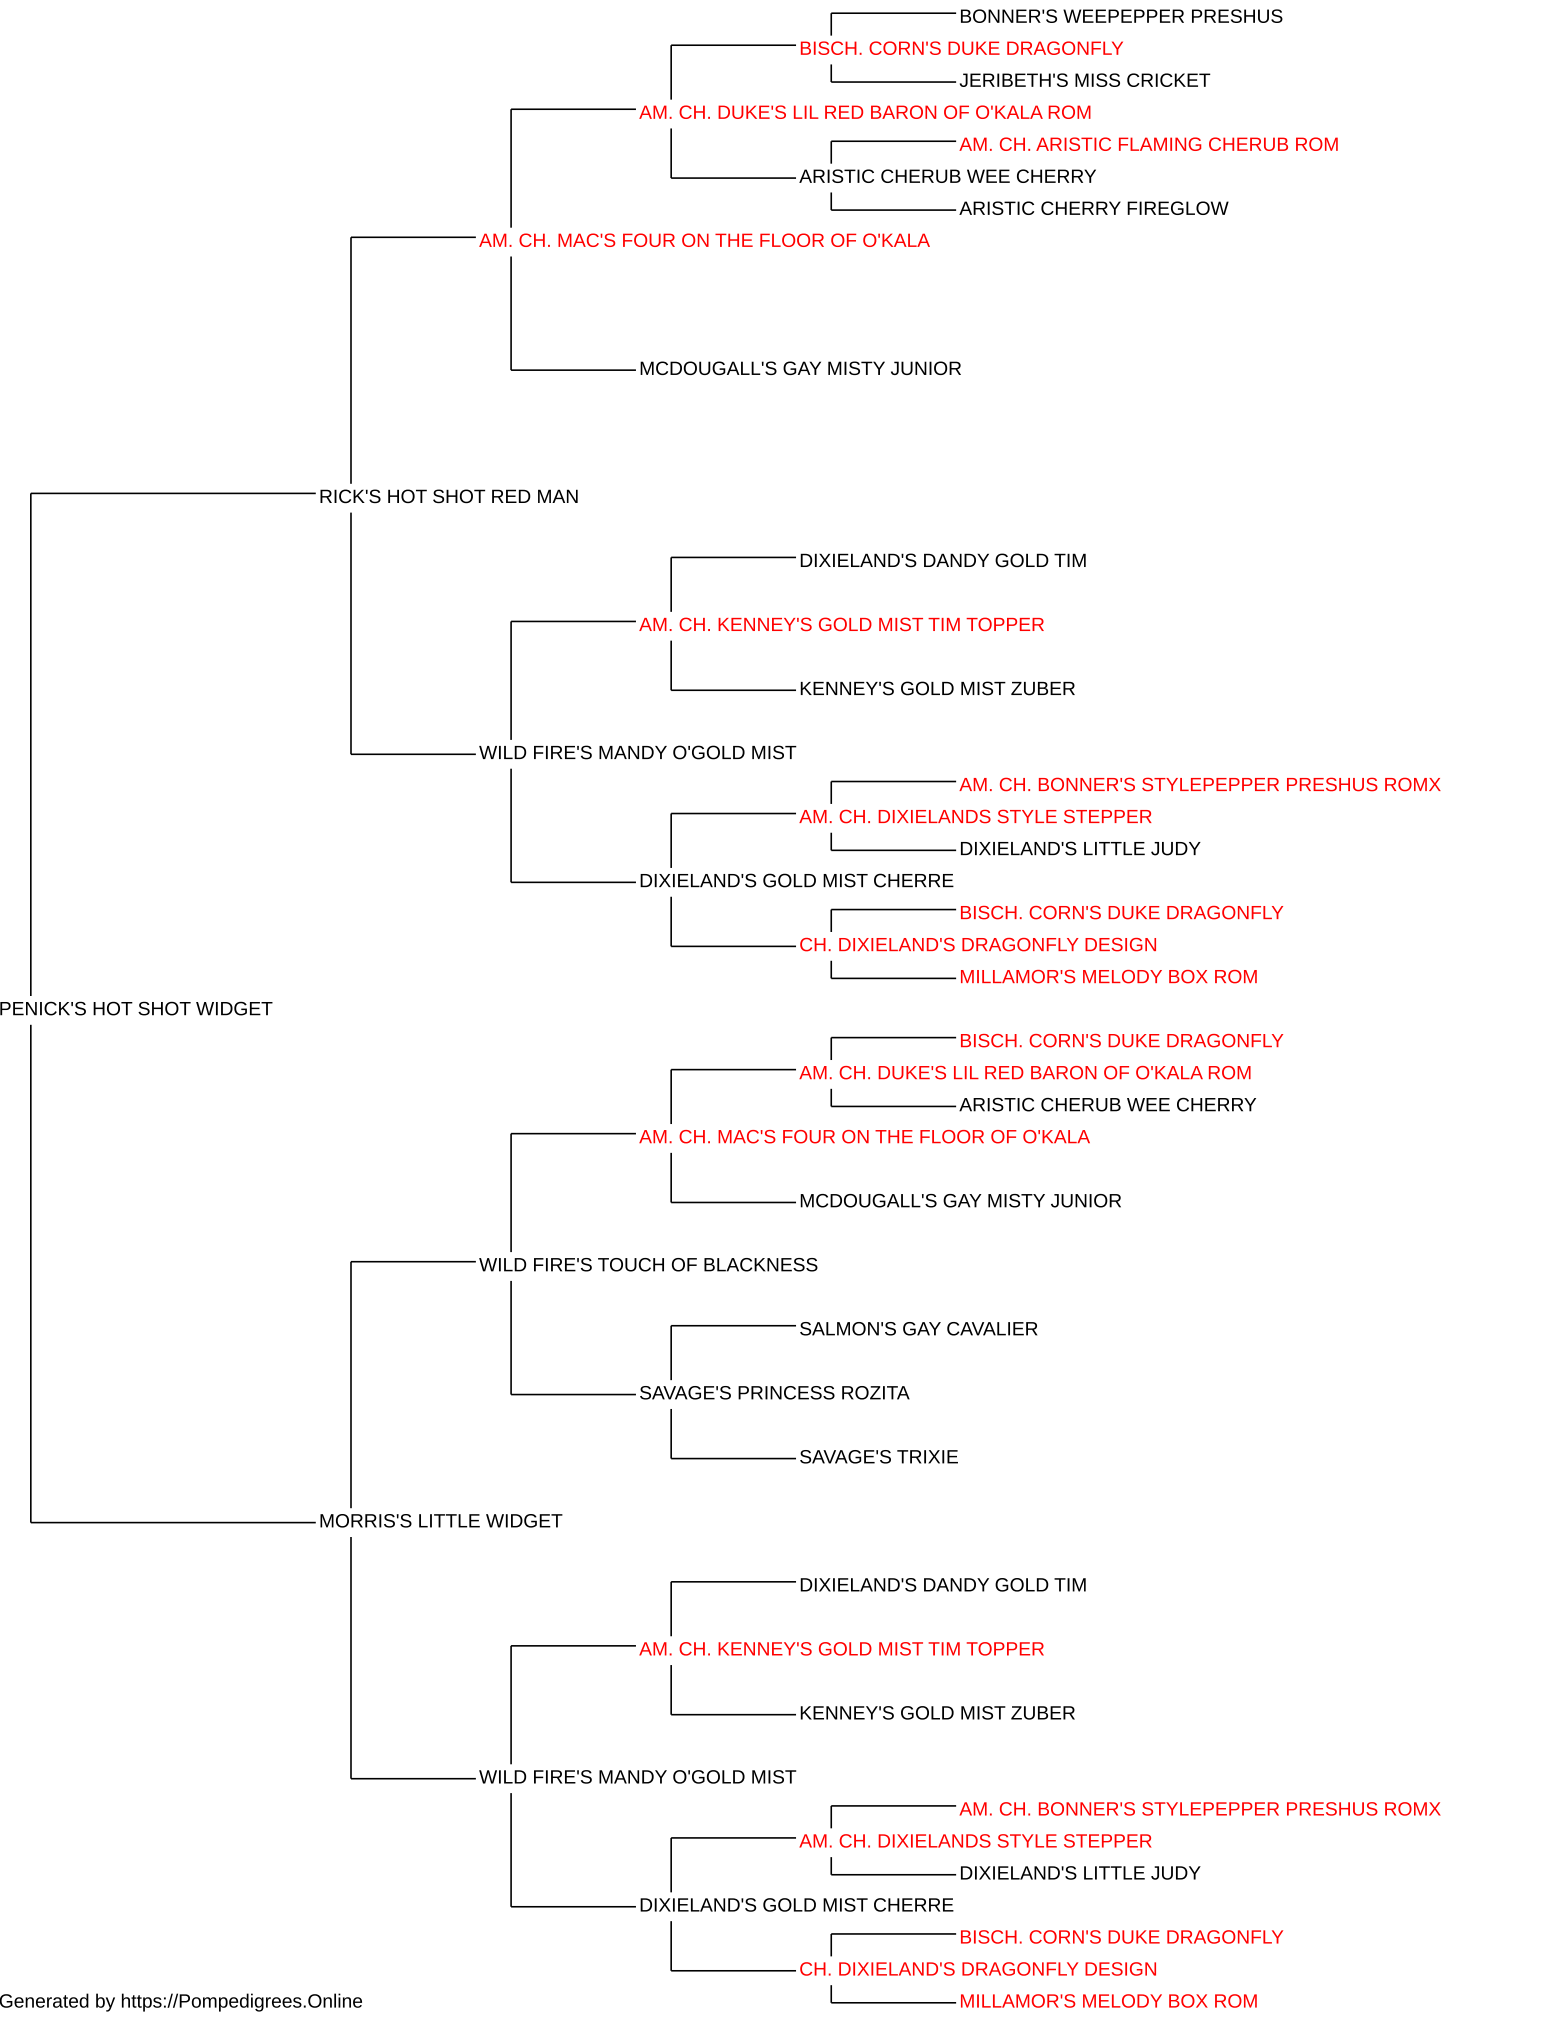 BONNER'S WEEPEPPER PRESHUS
BISCH. CORN'S DUKE DRAGONFLY
JERIBETH'S MISS CRICKET
AM. CH. DUKE'S LIL RED BARON OF O'KALA ROM
AM. CH. ARISTIC FLAMING CHERUB ROM
ARISTIC CHERUB WEE CHERRY
ARISTIC CHERRY FIREGLOW
AM. CH. MAC'S FOUR ON THE FLOOR OF O'KALA
MCDOUGALL'S GAY MISTY JUNIOR
RICK'S HOT SHOT RED MAN
DIXIELAND'S DANDY GOLD TIM
AM. CH. KENNEY'S GOLD MIST TIM TOPPER
KENNEY'S GOLD MIST ZUBER
WILD FIRE'S MANDY O'GOLD MIST
AM. CH. BONNER'S STYLEPEPPER PRESHUS ROMX
AM. CH. DIXIELANDS STYLE STEPPER
DIXIELAND'S LITTLE JUDY
DIXIELAND'S GOLD MIST CHERRE
BISCH. CORN'S DUKE DRAGONFLY
CH. DIXIELAND'S DRAGONFLY DESIGN
MILLAMOR'S MELODY BOX ROM
PENICK'S HOT SHOT WIDGET
BISCH. CORN'S DUKE DRAGONFLY
AM. CH. DUKE'S LIL RED BARON OF O'KALA ROM
ARISTIC CHERUB WEE CHERRY
AM. CH. MAC'S FOUR ON THE FLOOR OF O'KALA
MCDOUGALL'S GAY MISTY JUNIOR
WILD FIRE'S TOUCH OF BLACKNESS
SALMON'S GAY CAVALIER
SAVAGE'S PRINCESS ROZITA
SAVAGE'S TRIXIE
MORRIS'S LITTLE WIDGET
DIXIELAND'S DANDY GOLD TIM
AM. CH. KENNEY'S GOLD MIST TIM TOPPER
KENNEY'S GOLD MIST ZUBER
WILD FIRE'S MANDY O'GOLD MIST
AM. CH. BONNER'S STYLEPEPPER PRESHUS ROMX
AM. CH. DIXIELANDS STYLE STEPPER
DIXIELAND'S LITTLE JUDY
DIXIELAND'S GOLD MIST CHERRE
BISCH. CORN'S DUKE DRAGONFLY
CH. DIXIELAND'S DRAGONFLY DESIGN
MILLAMOR'S MELODY BOX ROM
Generated by https://Pompedigrees.Online